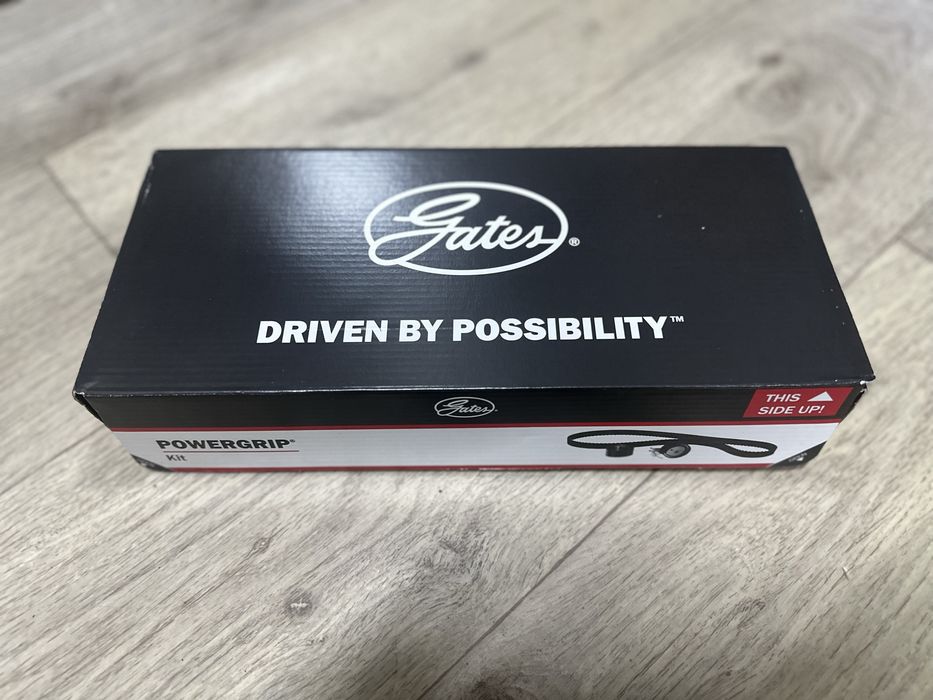 Gates®
DRIVEN BY POSSIBILITY™
Gates
THIS
SIDE UP!
POWERGRIP®
Kit